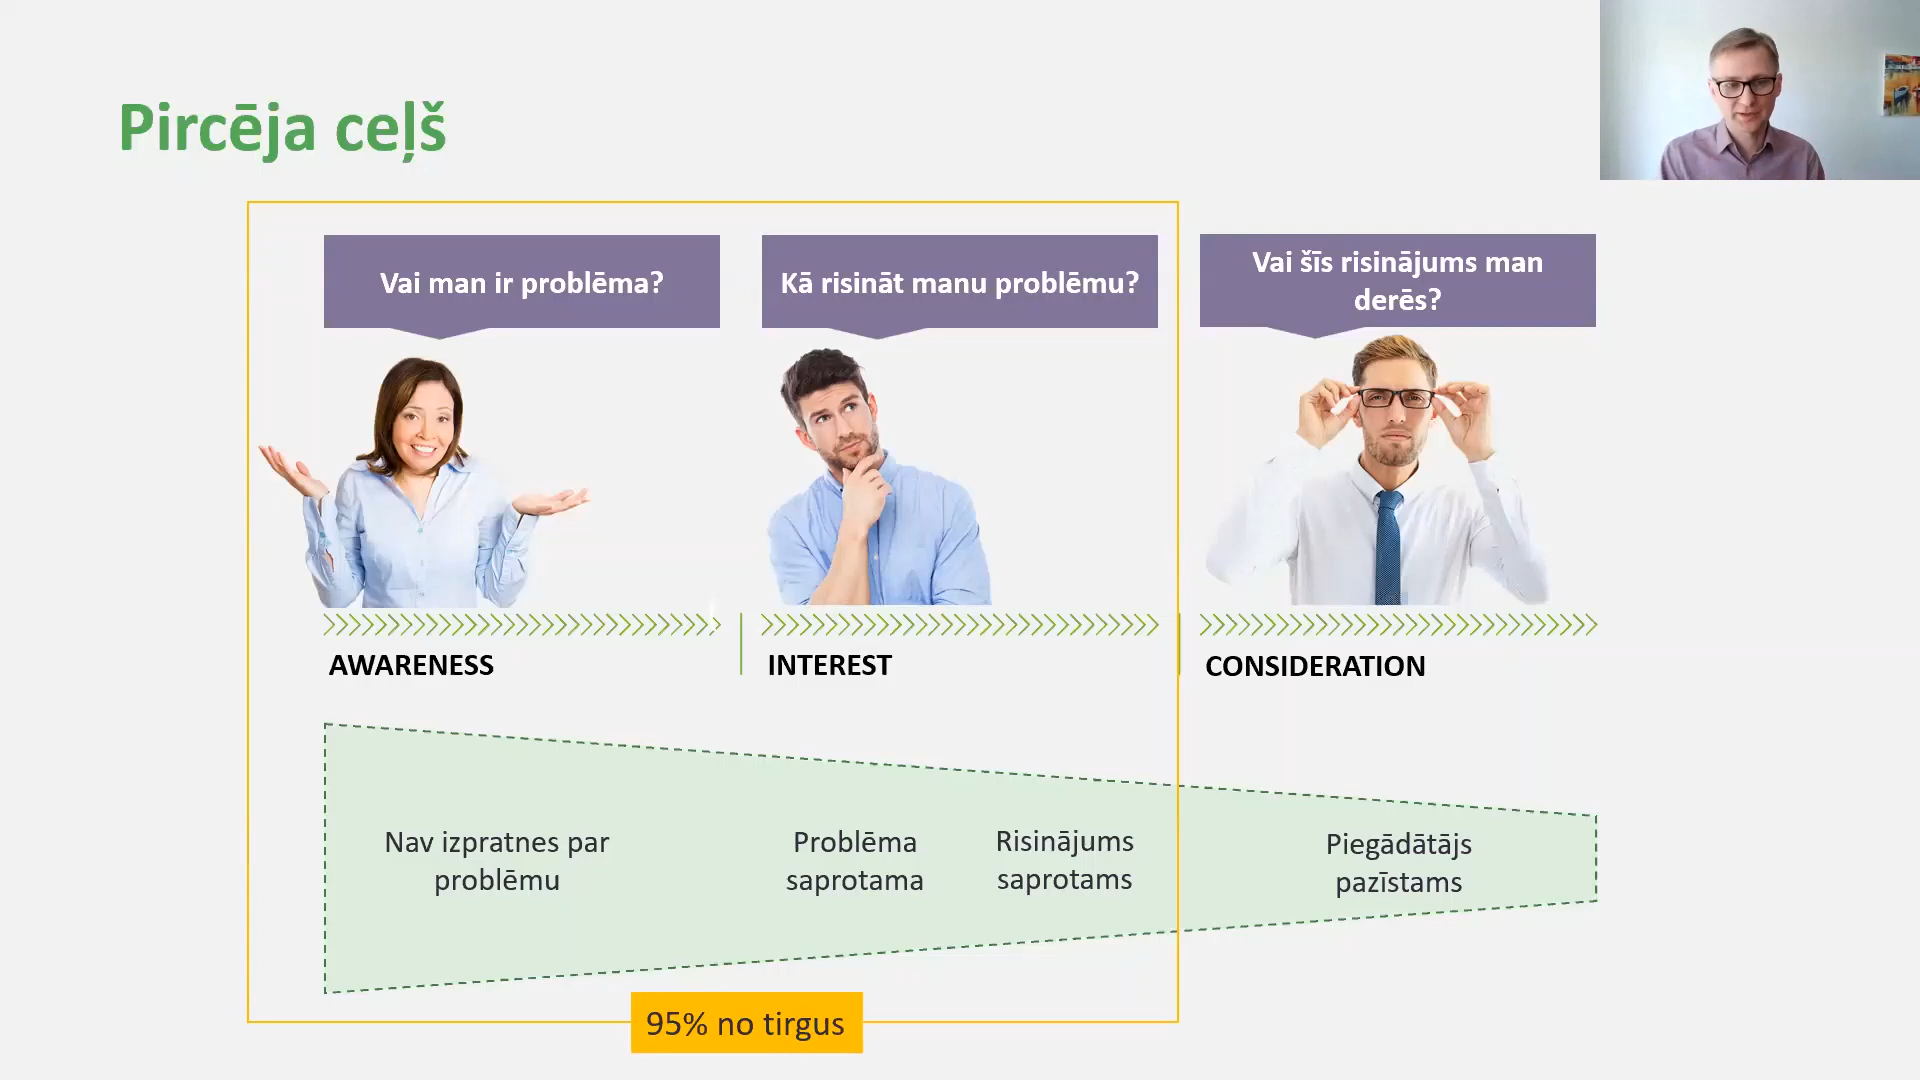 Pircēja ceļš
Vai man ir problēma?
Kā risināt manu problēmu?
Vai šīs risinājums man
derēs?
AWARENESS
INTEREST
CONSIDERATION
Nav izpratnes par
problēmu
Problēma
saprotama
Risinājums
saprotams
Piegādātājs
pazīstams
95% no tirgus